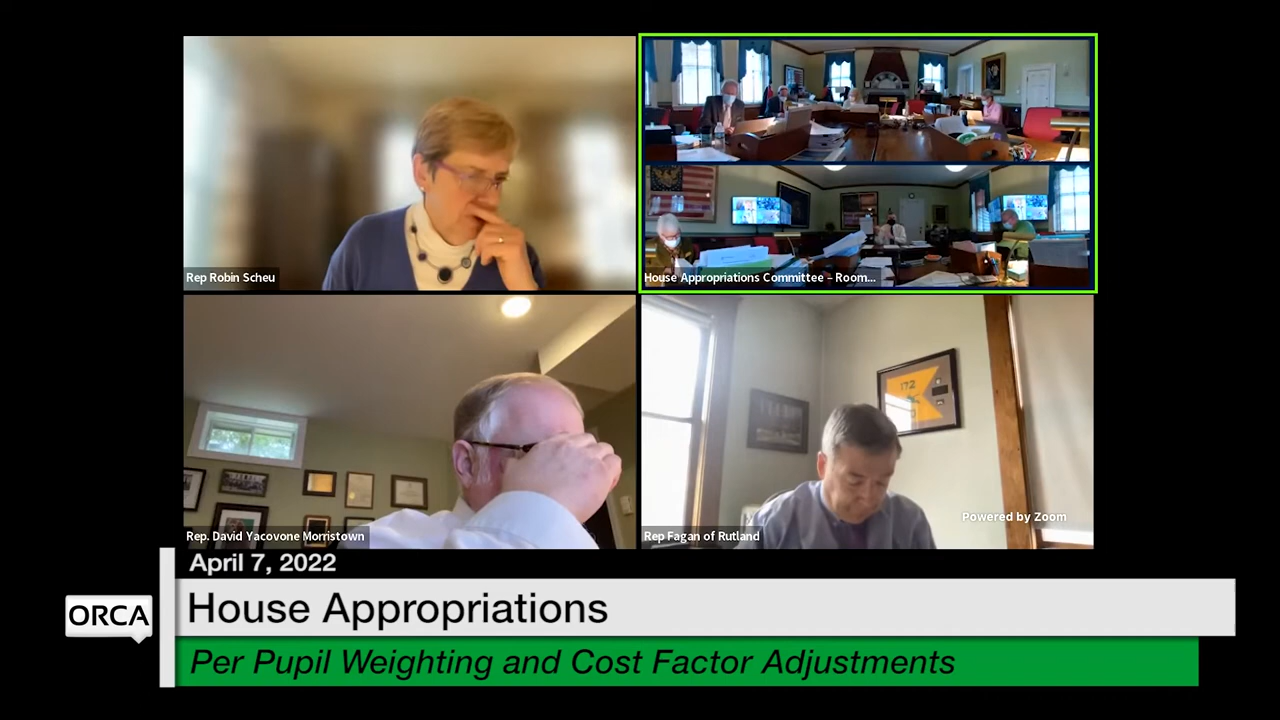 Rep Robin Scheu
House Appropriations Committee – Room...
172
Rep. David Yacovone Morristown
Rep Fagan of Rutland
Powered by Zoom
April 7, 2022
ORCA
House Appropriations
Per Pupil Weighting and Cost Factor Adjustments